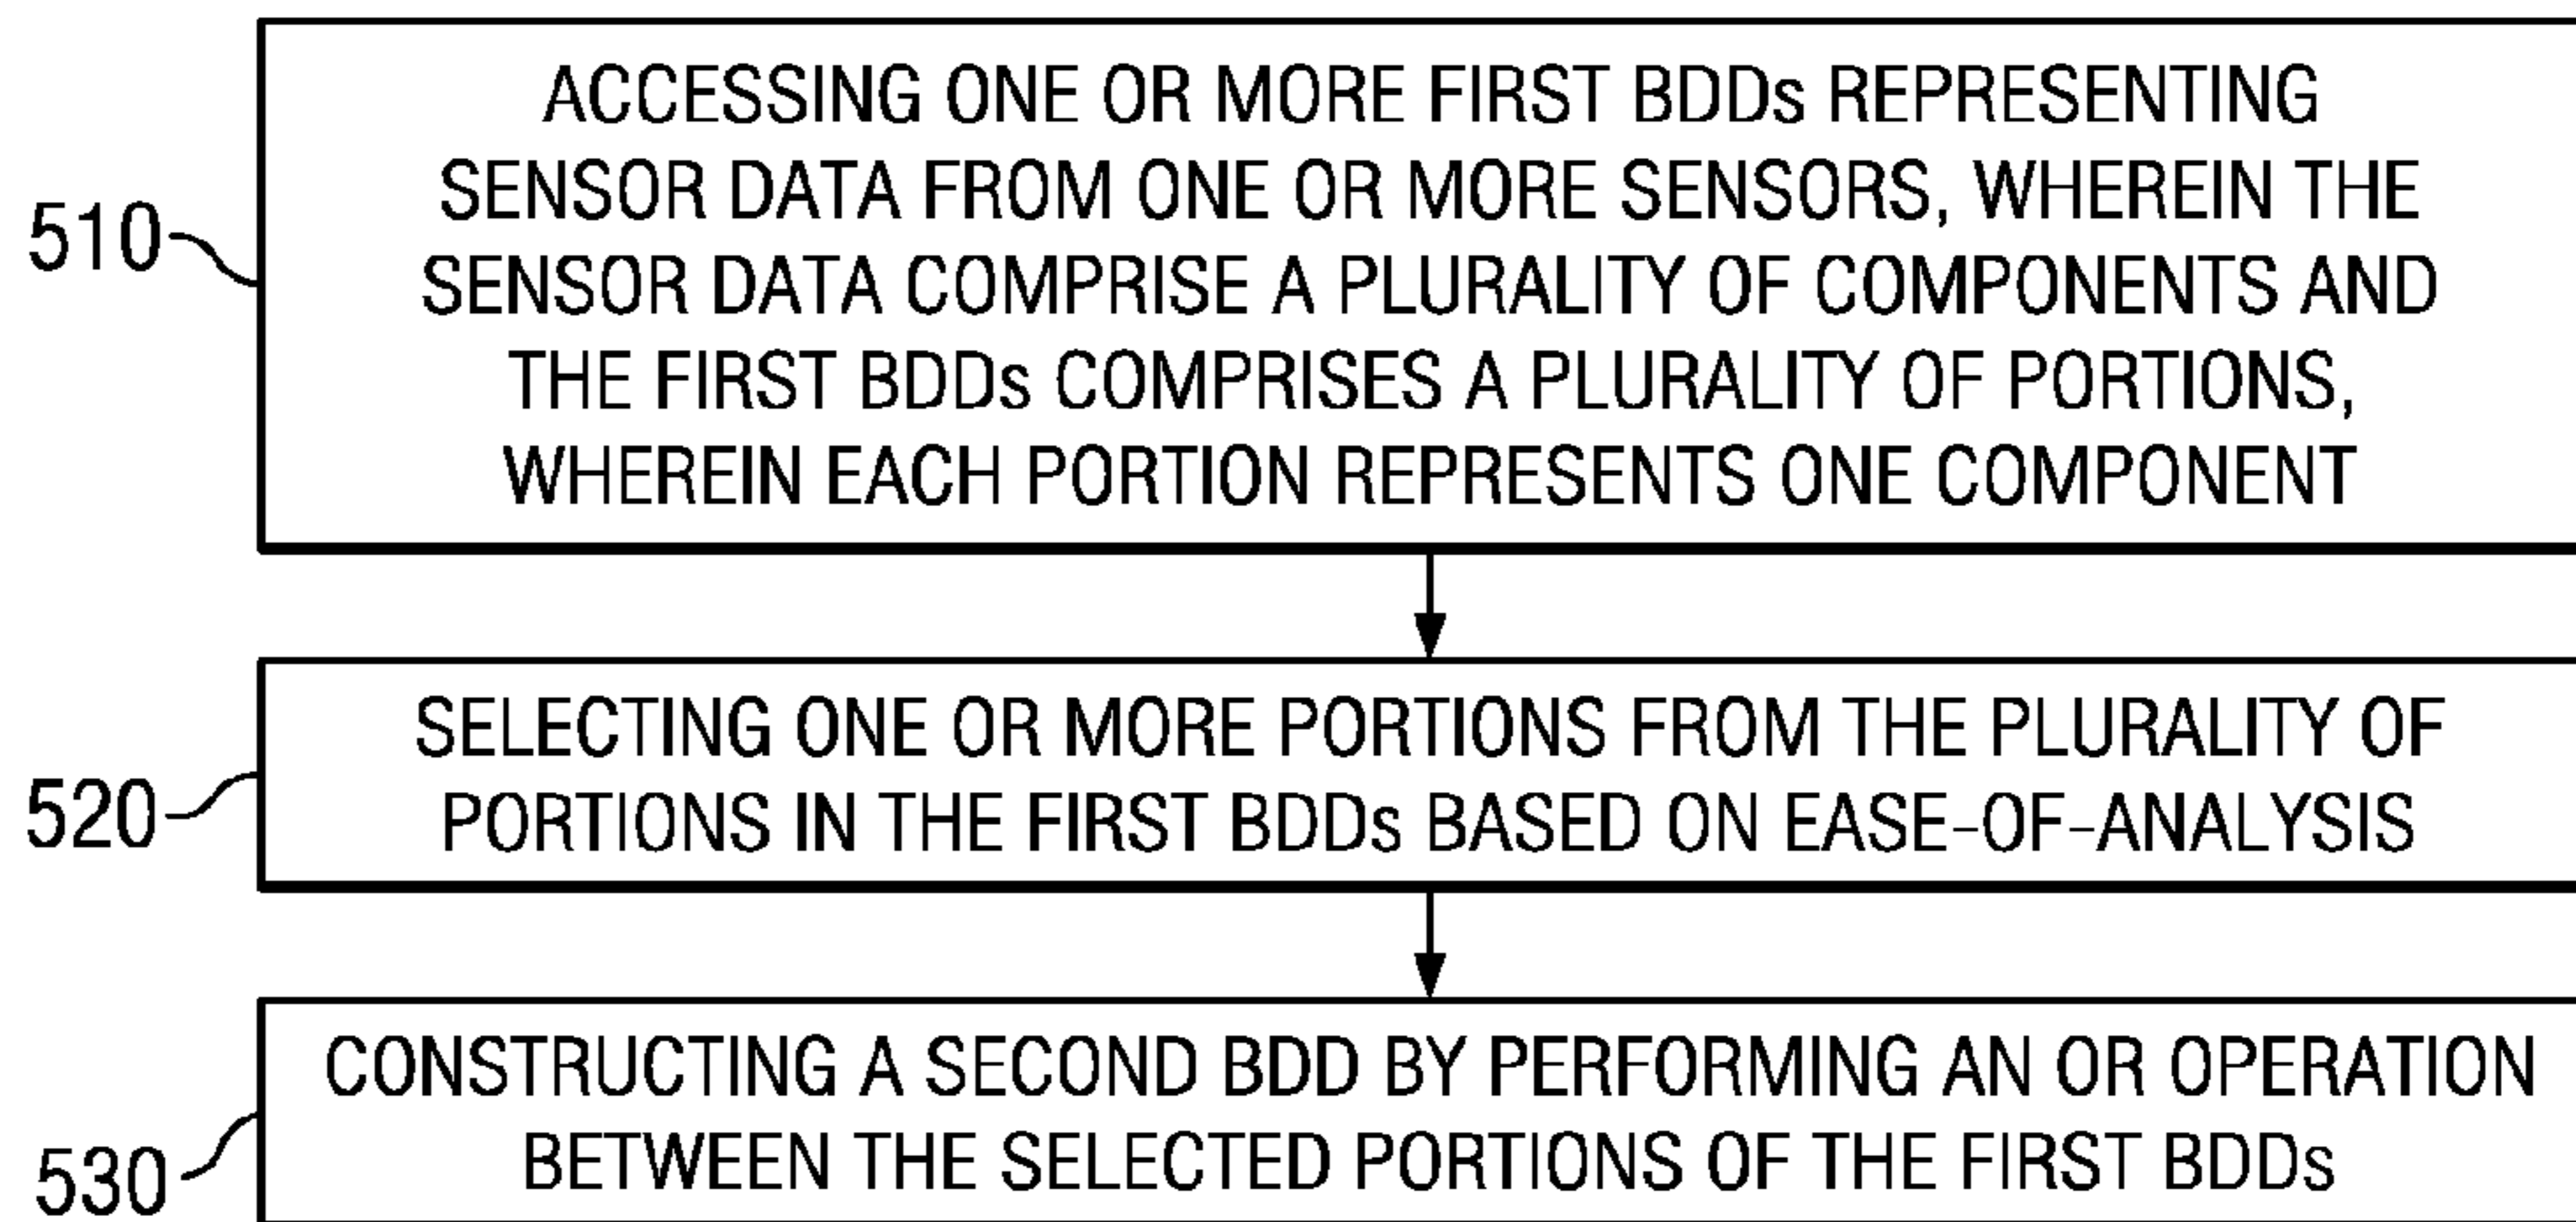 ACCESSING ONE OR MORE FIRST BDDs REPRESENTING
SENSOR DATA FROM ONE OR MORE SENSORS, WHEREIN THE
510
SENSOR DATA COMPRISE A PLURALITY OF COMPONENTS AND
THE FIRST BDDs COMPRISES A PLURALITY OF PORTIONS,
WHEREIN EACH PORTION REPRESENTS ONE COMPONENT
SELECTING ONE OR MORE PORTIONS FROM THE PLURALITY OF
520
PORTIONS IN THE FIRST BDDs BASED ON EASE-OF-ANALYSIS
CONSTRUCTING A SECOND BDD BY PERFORMING AN OR OPERATION
530
BETWEEN THE SELECTED PORTIONS OF THE FIRST BDDs